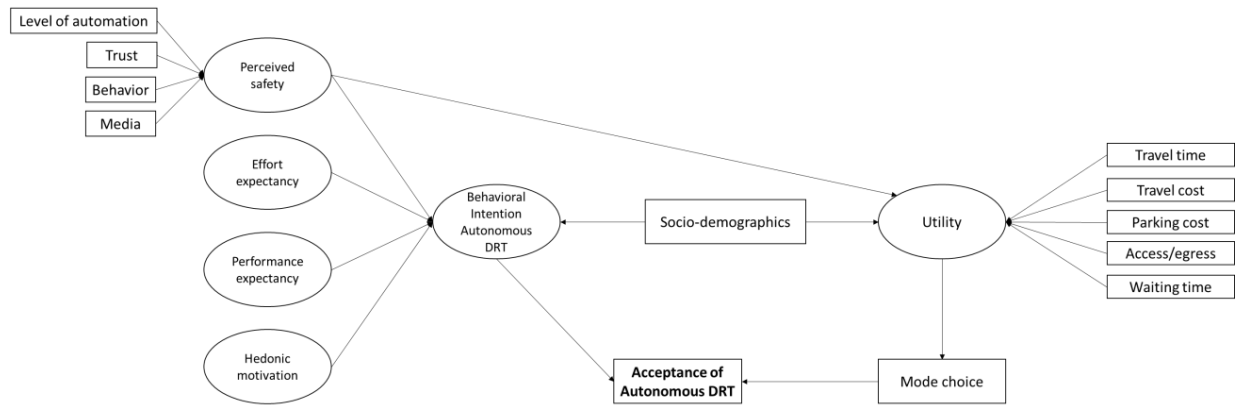 Level of automation
Trust
Behavior
Media
Perceived
safety
Effort
expectancy
Performance
expectancy
Hedonic
motivation
Behavioral
Intention
Autonomous
DRT
Socio-demographics
Utility
Travel time
Travel cost
Parking cost
Access/egress
Waiting time
Acceptance of
Autonomous DRT
Mode choice